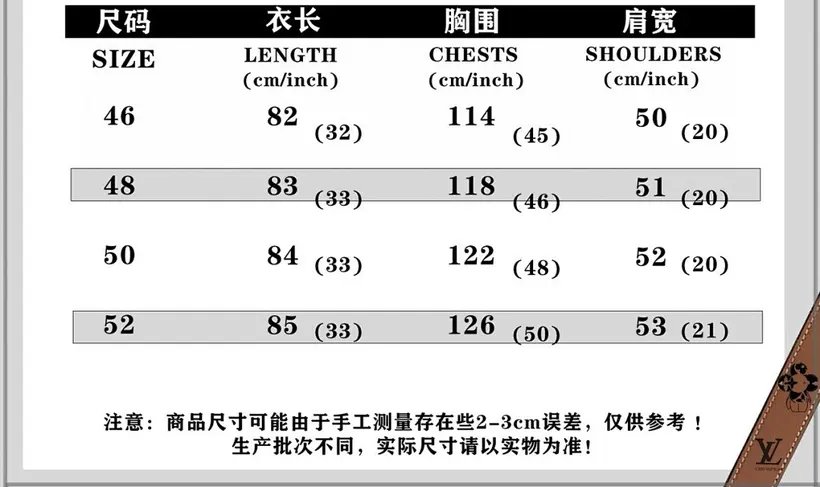 尺码 衣长 胸围 肩宽
SIZE LENGTH CHESTS SHOULDERS
(cm/inch) (cm/inch) (cm/inch)
46 82 (32) 114 (45) 50 (20)
48 83 (33) 118 (46) 51 (20)
50 84 (33) 122 (48) 52 (20)
52 85 (33) 126 (50) 53 (21)
注意：商品尺寸可能由于手工测量存在些2-3cm误差，仅供参考！
生产批次不同，实际尺寸请以实物为准！
LV